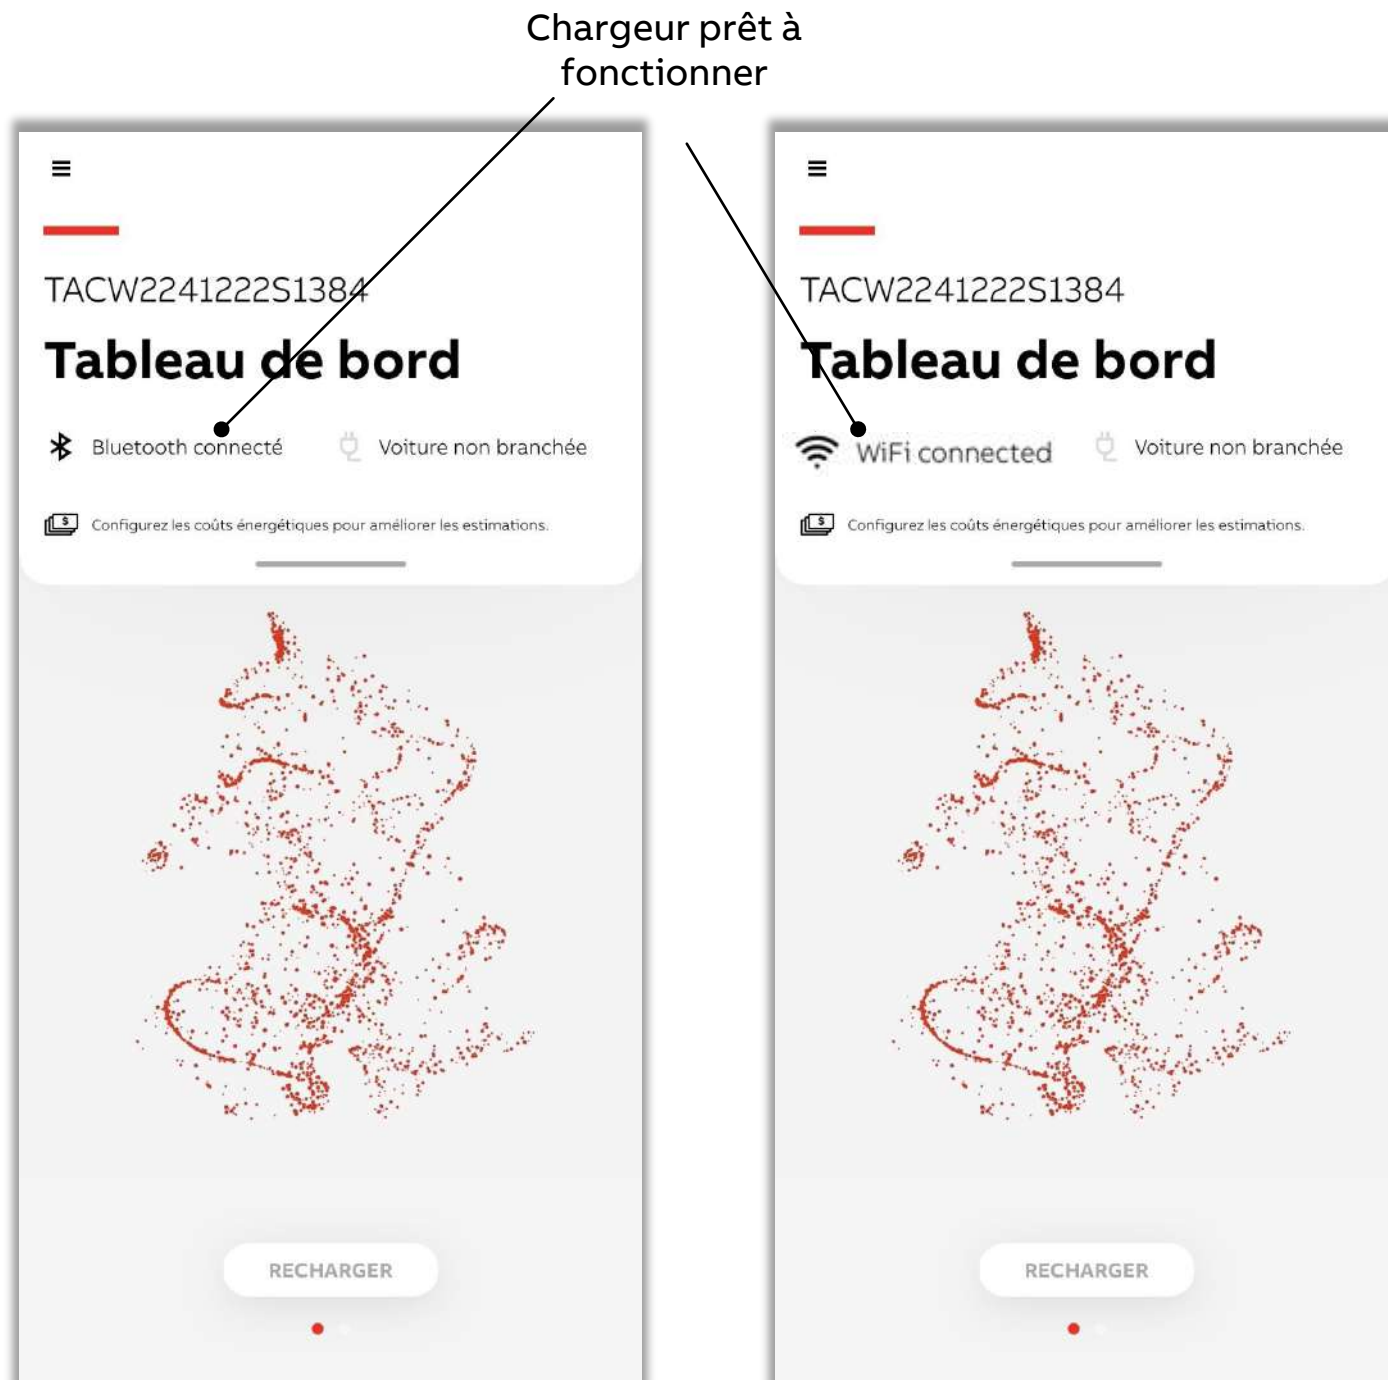 Chargeur prêt à
fonctionner
TACW2241222S1384
Tableau de bord
Bluetooth connecté
Voiture non branchée
$
Configurez les coûts énergétiques pour améliorer les estimations.
RECHARGER
TACW2241222S1384
Tableau de bord
WiFi connected
Voiture non branchée
$
Configurez les coûts énergétiques pour améliorer les estimations.
RECHARGER